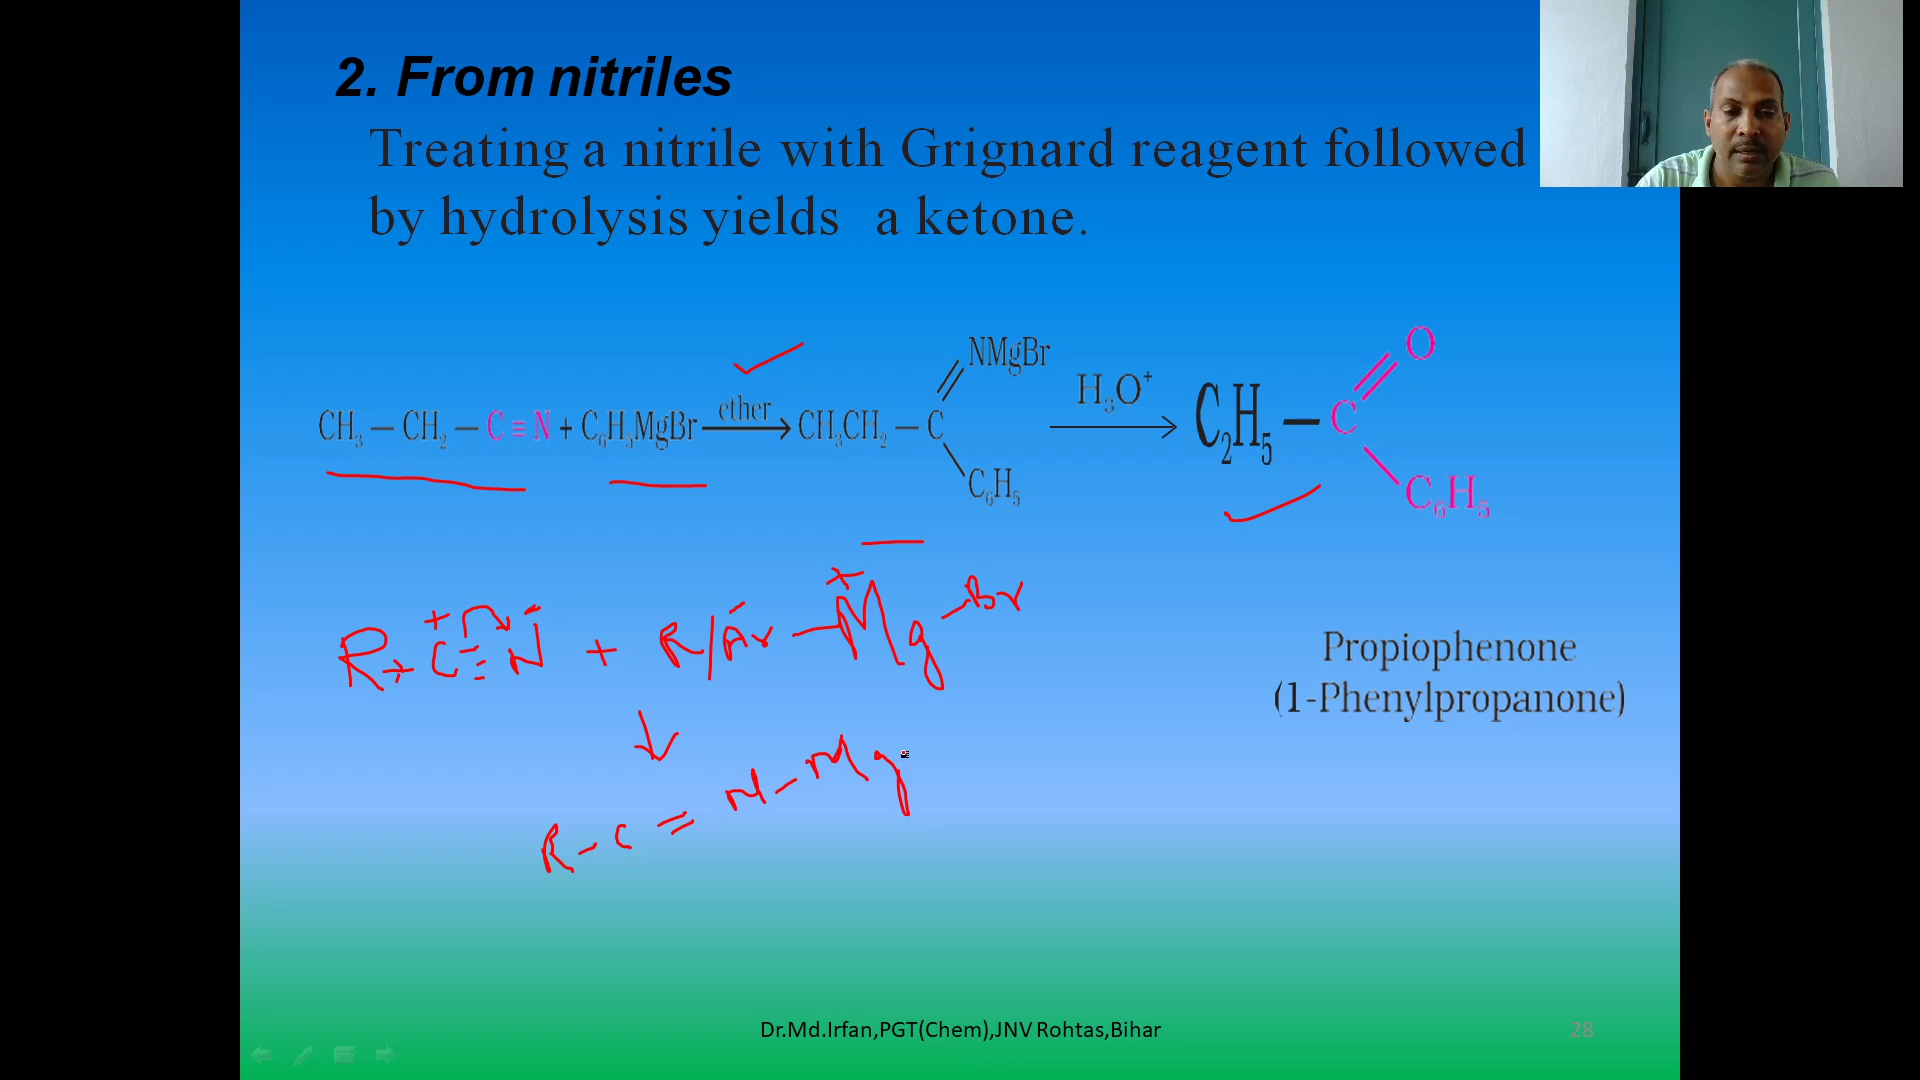 2. From nitriles
Treating a nitrile with Grignard reagent followed
by hydrolysis yields a ketone.
CH₃ — CH₂ — C ≡ N + C₆H₅MgBr ether → CH₃CH₂ — C
NMgBr
C₆H₅
H₃O⁺
C₂H₅ — C
O
C₆H₅
R + C ≡ N + R/Ar — Mg — Br
R - C = N - Mg
Propiophenone
(1-Phenylpropanone)
Dr.Md.Irfan,PGT(Chem),JNV Rohtas,Bihar
28